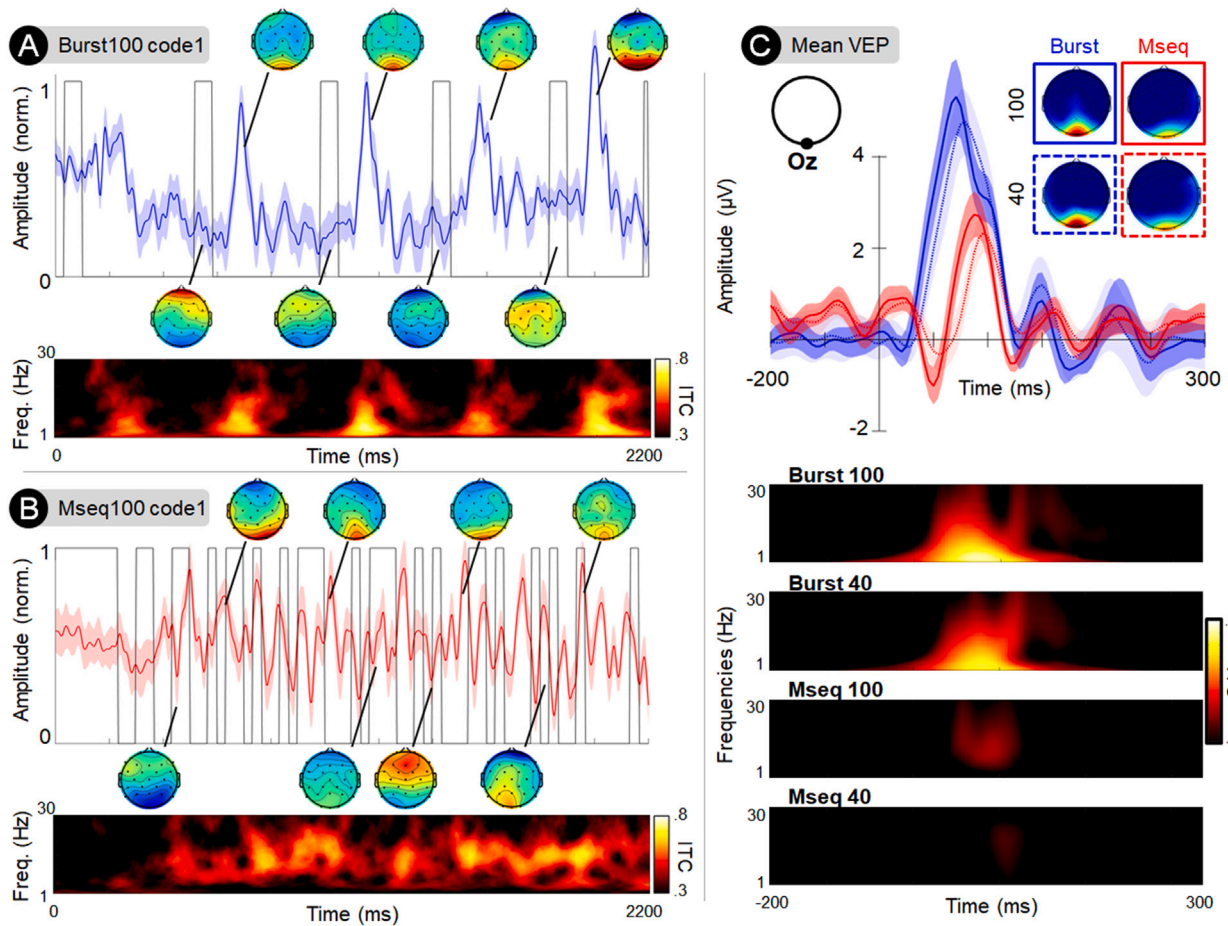 A Burst100 code1
1
Amplitude (norm.)
0
30
Freq. (Hz)
1
.8
ITC
.3
0
Time (ms)
2200
B Mseq100 code1
1
Amplitude (norm.)
0
30
Freq. (Hz)
1
.8
ITC
.3
0
Time (ms)
2200
C Mean VEP
Burst Mseq
100
40
Oz
Amplitude (µV)
4
2
-2
-200
Time (ms)
300
Burst 100
30
1
Burst 40
30
1
Frequencies (Hz)
Mseq 100
30
1
Mseq 40
30
1
-200
Time (ms)
300